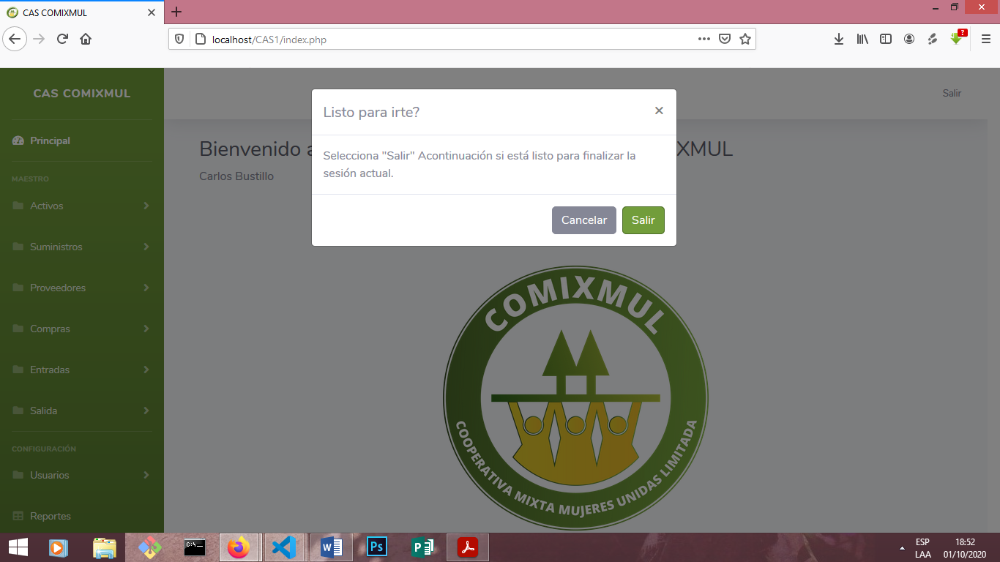 CAS COMIXMUL
localhost/CAS1/index.php
CAS COMIXMUL
Salir
Principal
MAESTRO
Activos
Suministros
Proveedores
Compras
Entradas
Salida
CONFIGURACIÓN
Usuarios
Reportes
Bienvenido XMUL
Carlos Bustillo
Listo para irte?
Selecciona "Salir" Acontinuación si está listo para finalizar la
sesión actual.
Cancelar
Salir
COMIXMUL
COOPERATIVA MIXTA MUJERES UNIDAS LIMITADA
ESP
LAA
18:52
01/10/2020